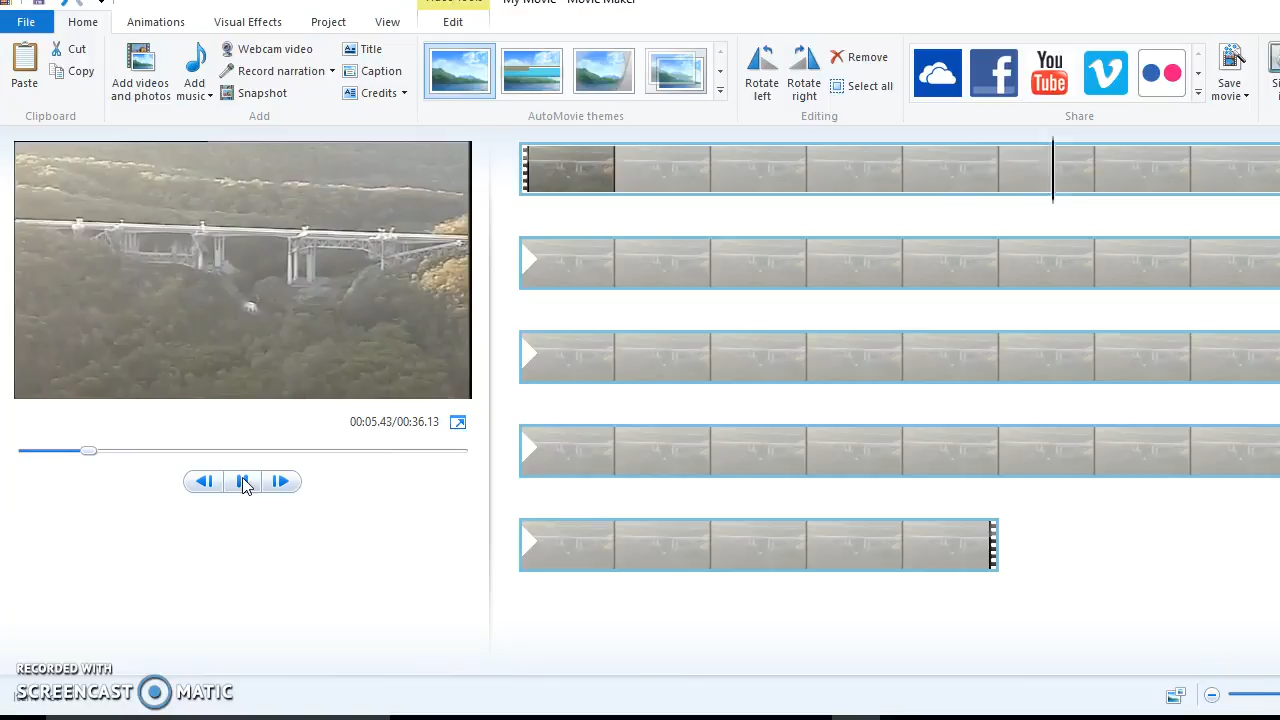 My Movie - Movie Maker
File
Home
Animations
Visual Effects
Project
View
Edit
Paste
Cut
Copy
Clipboard
Add videos
and photos
Add
music
Webcam video
Record narration
Snapshot
Title
Caption
Credits
Add
AutoMovie themes
Rotate
left
Rotate
right
Remove
Select all
Editing
You
Tube
Share
Save
movie
00:05.43/00:36.13
RECORDED WITH
SCREENCAST MATIC